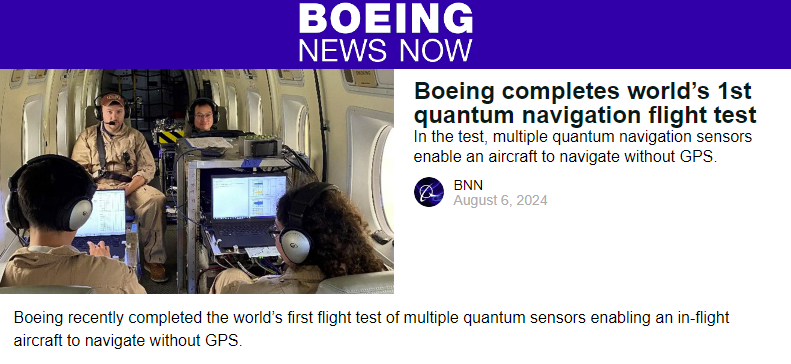 BOEING
NEWS NOW
Boeing completes world’s 1st
quantum navigation flight test
In the test, multiple quantum navigation sensors
enable an aircraft to navigate without GPS.
BNN
August 6, 2024
Boeing recently completed the world’s first flight test of multiple quantum sensors enabling an in-flight
aircraft to navigate without GPS.